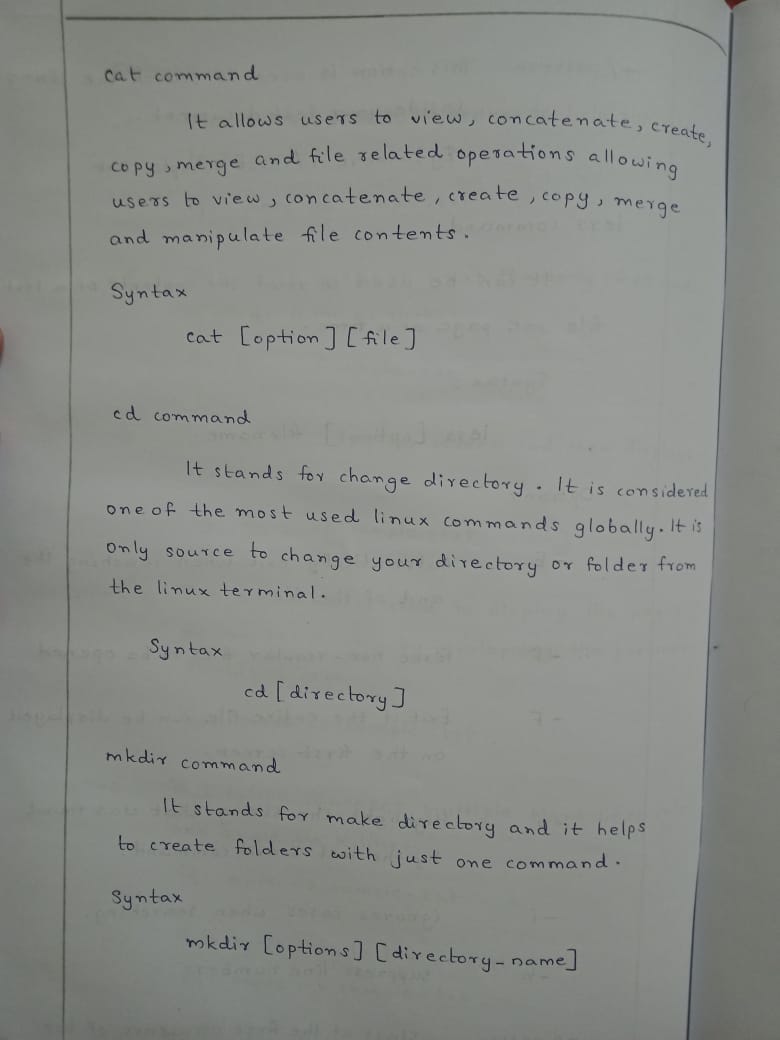 cat command
It allows users to view, concatenate, create,
copy, merge and file related operations allowing
users to view, concatenate, create, copy, merge
and manipulate file contents.
Syntax
cat [option] [file]
cd command
It stands for change directory. It is considered
one of the most used linux commands globally. It is
only source to change your directory or folder from
the linux terminal.
Syntax
cd [directory]
mkdir command
It stands for make directory and it helps
to create folders with just one command.
Syntax
mkdir [options] [directory-name]